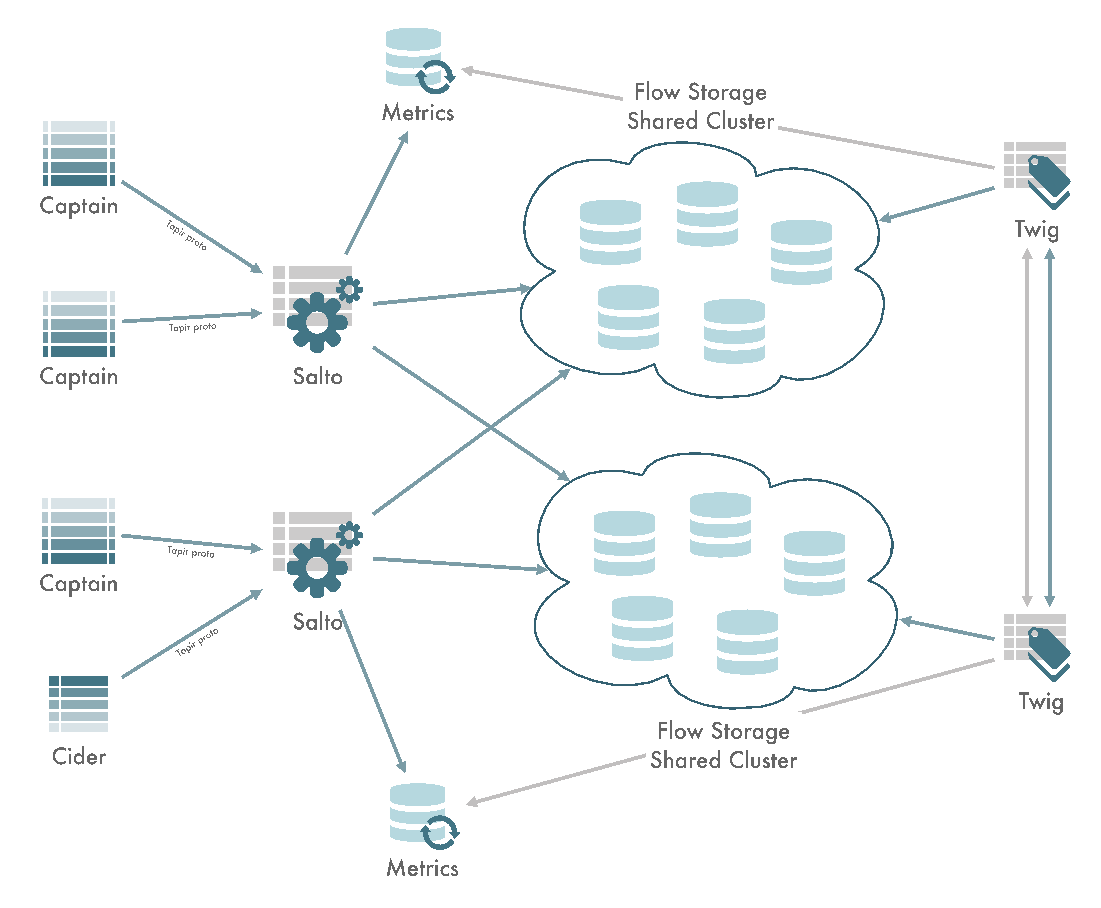 Metrics
Flow Storage
Shared Cluster
Captain
Tapir proto
Twig
Captain
Tapir proto
Salto
Captain
Tapir proto
Salto
Tapir proto
Cider
Flow Storage
Shared Cluster
Twig
Metrics